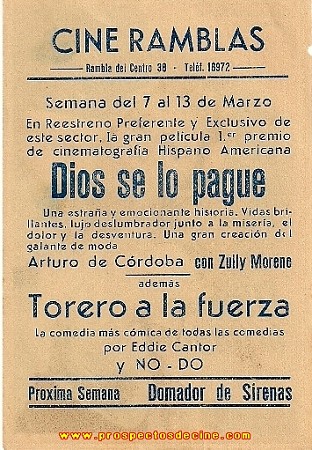 CINE RAMBLAS
Rambla del Centro 38 - Teléf. 18972
Semana del 7 al 13 de Marzo
En Reestreno Preferente y Exclusivo de
este sector, la gran película 1.er premio
de cinematografía Hispano Americana
Dios se lo pague
Una estraña y emocionante historia. Vidas bri-
llantes, lujo deslumbrador junto a la miseria, el
dolor y la desventura. Una gran creación del
galante de moda
Arturo de Córdoba con Zully Morene
además
Torero a la fuerza
La comedia más cómica de todas las comedias
por Eddie Cantor
y NO - DO
Proxima Semana Domador de Sirenas
www.prospectosdecine.com